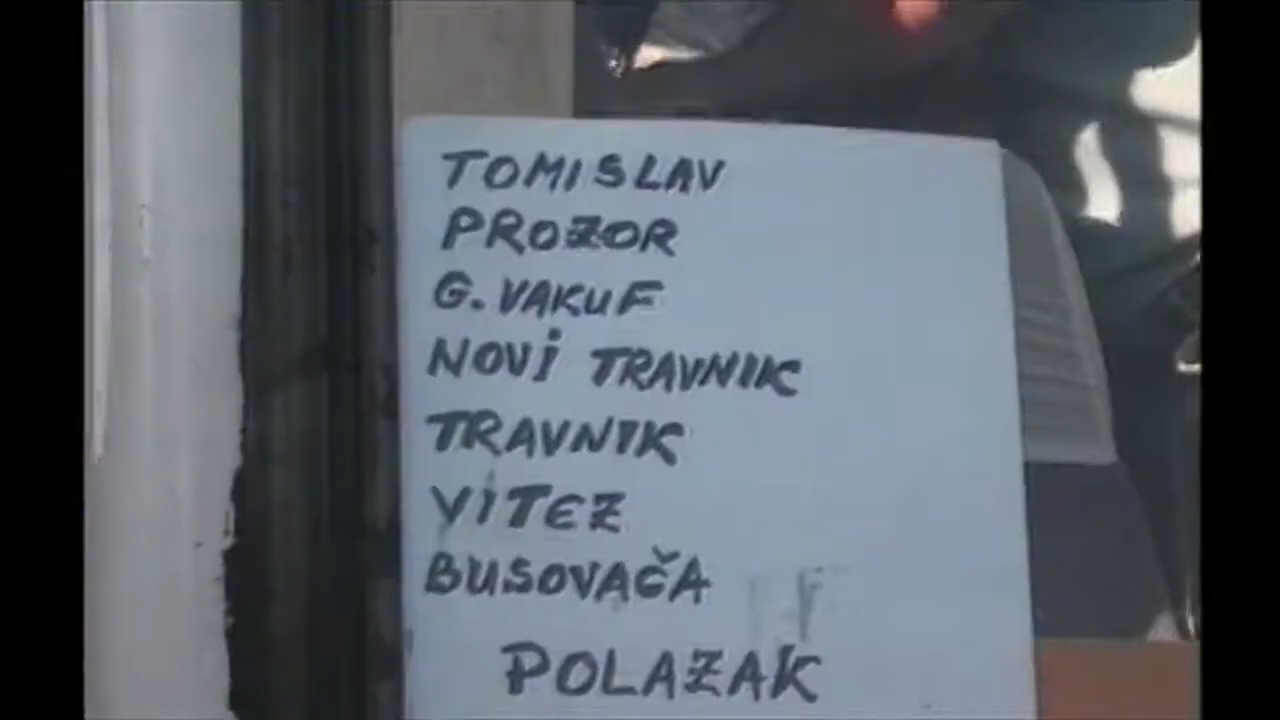 TOMISLAV
PROZOR
G. VAKUF
NOVI TRAVNIK
TRAVNIK
VITEZ
BUSOVAČA
POLAZAK